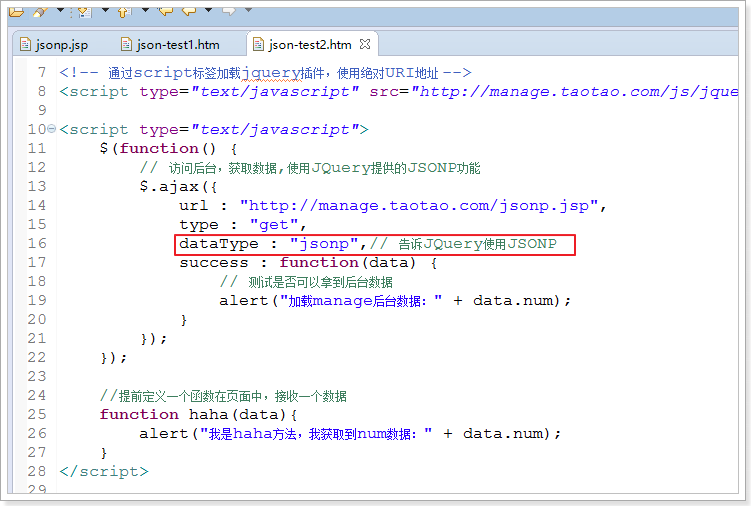 jsonp.jsp json-test1.htm json-test2.htm
7 <!-- 通过script标签加载jquery插件，使用绝对URI地址 -->
8 <script type="text/javascript" src="http://manage.taotao.com/js/jque
9
10 <script type="text/javascript">
11 $(function() {
12 // 访问后台，获取数据,使用JQuery提供的JSONP功能
13 $.ajax({
14 url : "http://manage.taotao.com/jsonp.jsp",
15 type : "get",
16 dataType : "jsonp",// 告诉JQuery使用JSONP
17 success : function(data) {
18 // 测试是否可以拿到后台数据
19 alert("加载manage后台数据：" + data.num);
20 }
21 });
22 });
23
24 //提前定义一个函数在页面中，接收一个数据
25 function haha(data){
26 alert("我是haha方法，我获取到num数据：" + data.num);
27 }
28 </script>
29